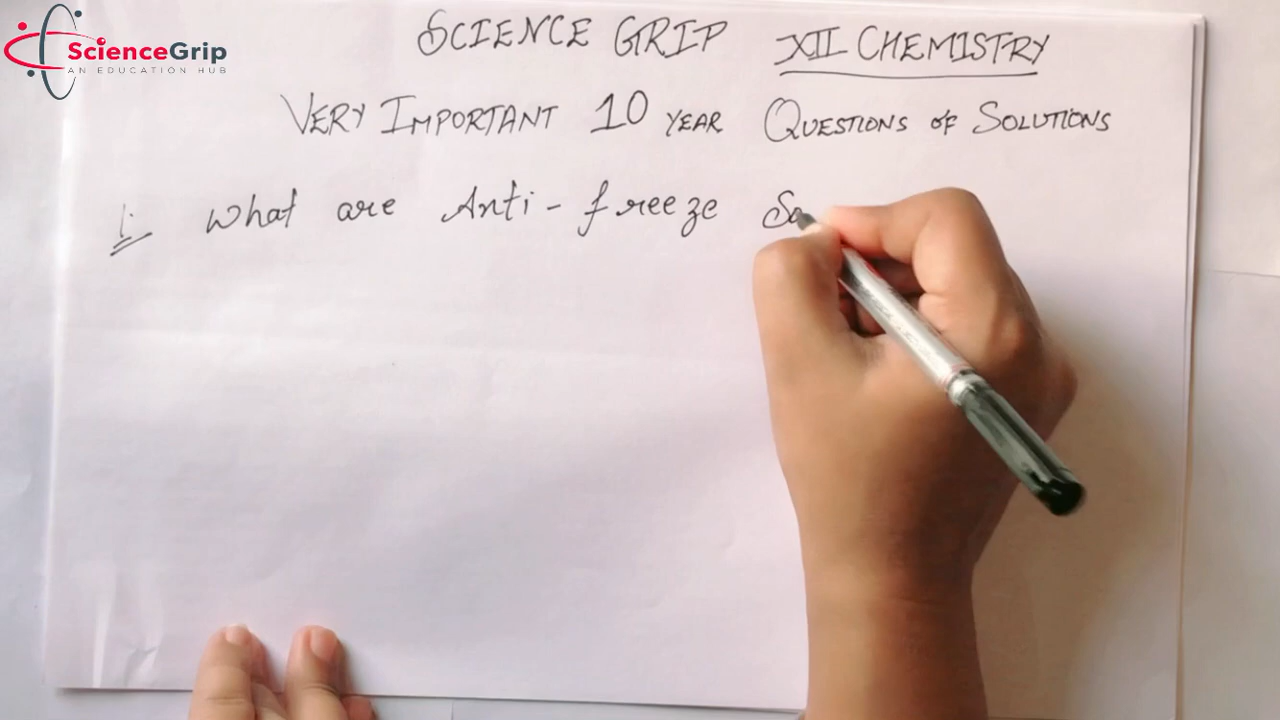 ScienceGrip
AN EDUCATION HUB
SCIENCE GRIP XII CHEMISTRY
VERY IMPORTANT 10 YEAR QUESTIONS OF SOLUTIONS
1. What are Anti-freeze So